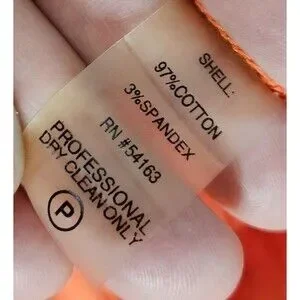 SHELL:
97%COTTON
3%SPANDEX
RN #54163
PROFESSIONAL
DRY CLEAN ONLY
P